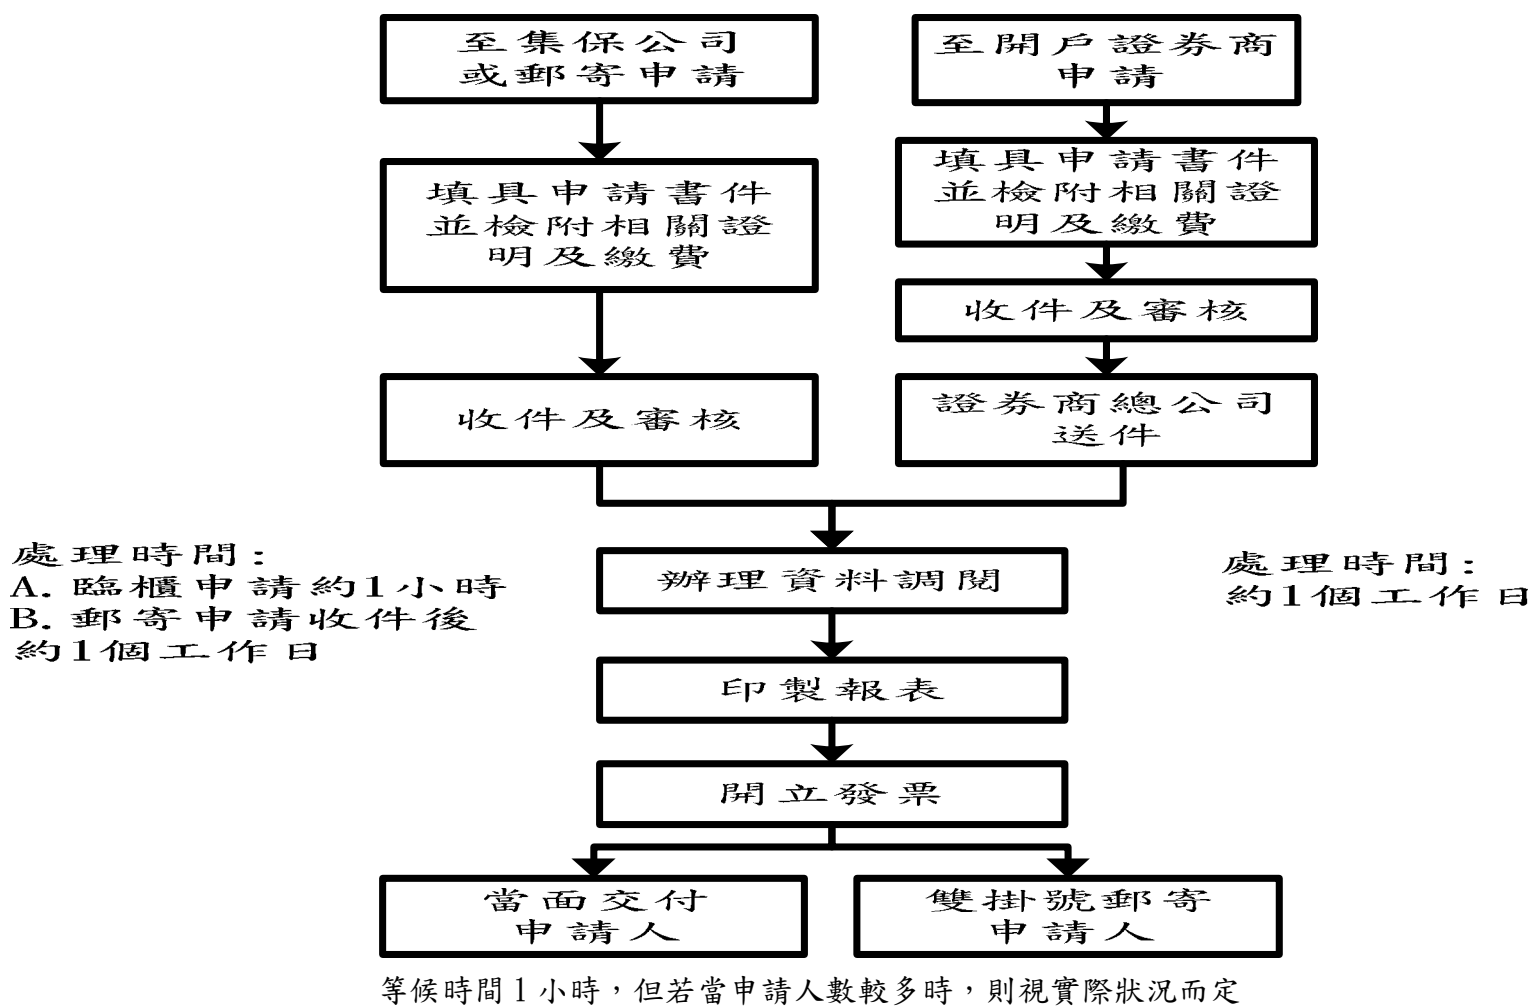 至集保公司
或郵寄申請
至開戶證券商
申請
填具申請書件
並檢附相關證
明及繳費
填具申請書件
並檢附相關證
明及繳費
收件及審核
收件及審核
證券商總公司
送件
處理時間:
A. 臨櫃申請約1小時
B. 郵寄申請收件後
約1個工作日
辦理資料調閱
處理時間:
約1個工作日
印製報表
開立發票
當面交付
申請人
雙掛號郵寄
申請人
等候時間1小時,但若當申請人數較多時,則視實際狀況而定